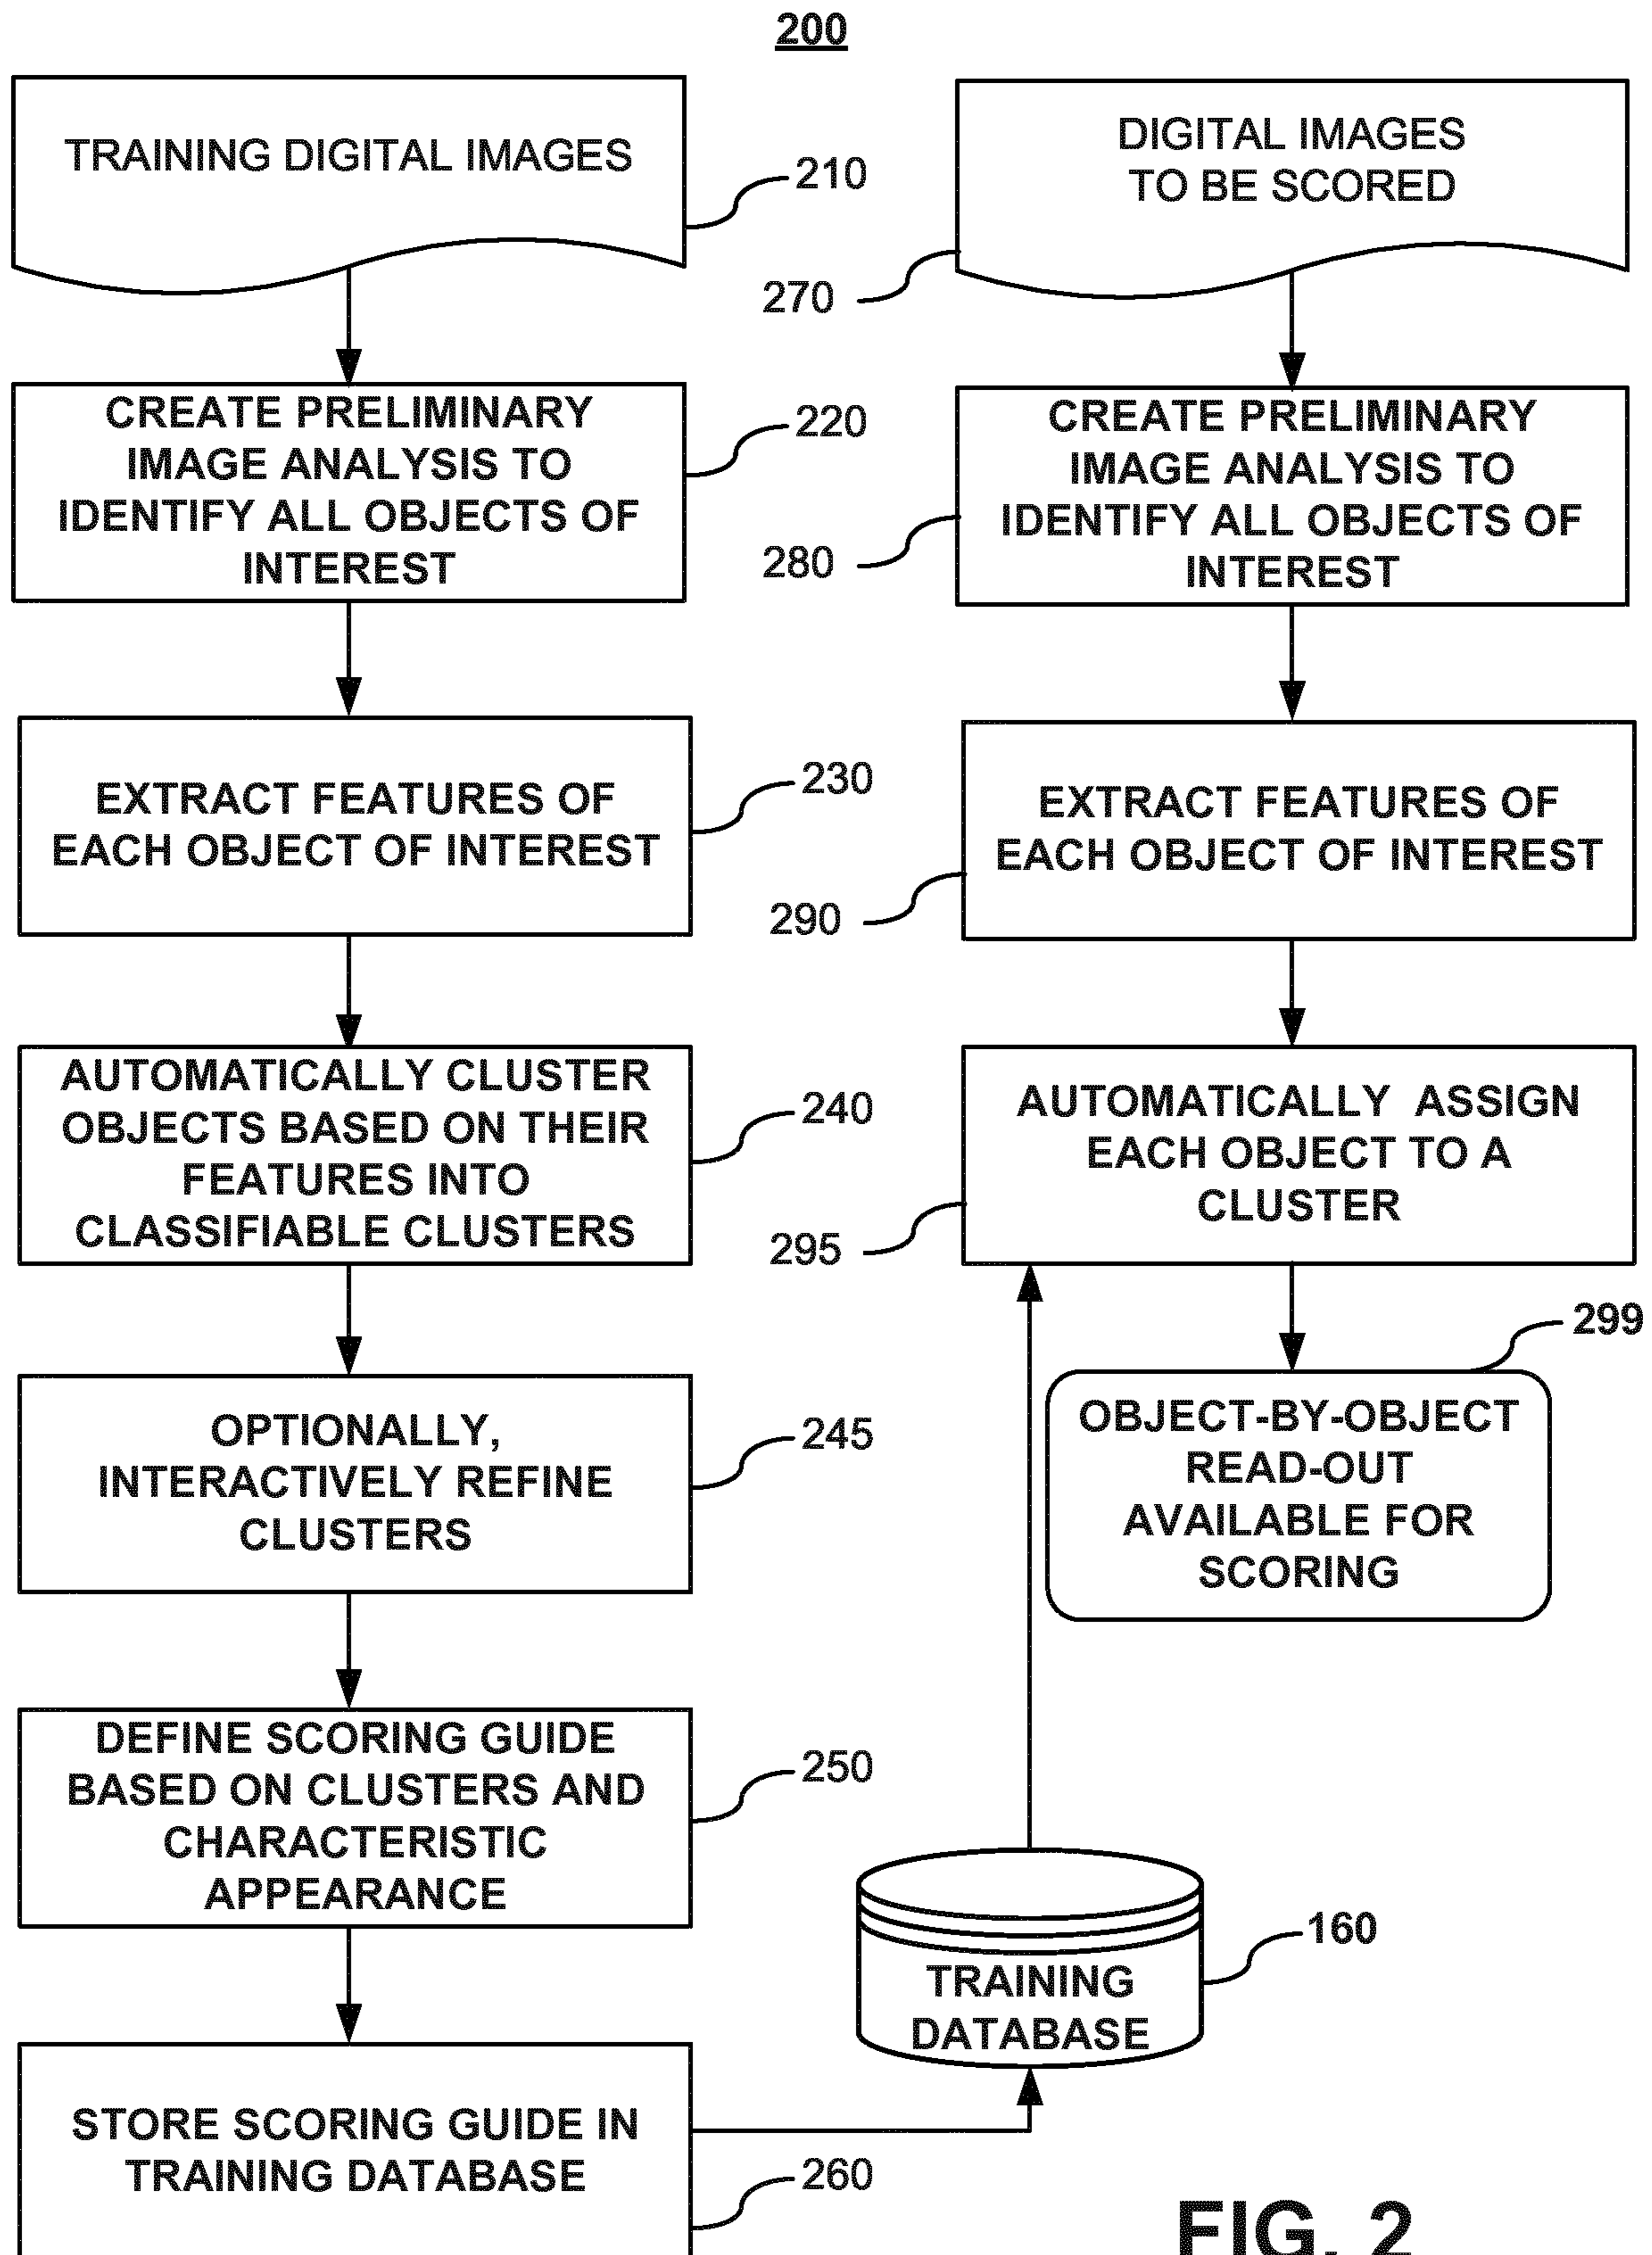 200
TRAINING DIGITAL IMAGES
210
CREATE PRELIMINARY
IMAGE ANALYSIS TO
IDENTIFY ALL OBJECTS OF
INTEREST
220
EXTRACT FEATURES OF
EACH OBJECT OF INTEREST
230
AUTOMATICALLY CLUSTER
OBJECTS BASED ON THEIR
FEATURES INTO
CLASSIFIABLE CLUSTERS
240
OPTIONALLY,
INTERACTIVELY REFINE
CLUSTERS
245
DEFINE SCORING GUIDE
BASED ON CLUSTERS AND
CHARACTERISTIC
APPEARANCE
250
STORE SCORING GUIDE IN
TRAINING DATABASE
260
DIGITAL IMAGES
TO BE SCORED
270
CREATE PRELIMINARY
IMAGE ANALYSIS TO
IDENTIFY ALL OBJECTS OF
INTEREST
280
EXTRACT FEATURES OF
EACH OBJECT OF INTEREST
290
AUTOMATICALLY ASSIGN
EACH OBJECT TO A
CLUSTER
295
299
OBJECT-BY-OBJECT
READ-OUT
AVAILABLE FOR
SCORING
160
TRAINING
DATABASE
FIG. 2